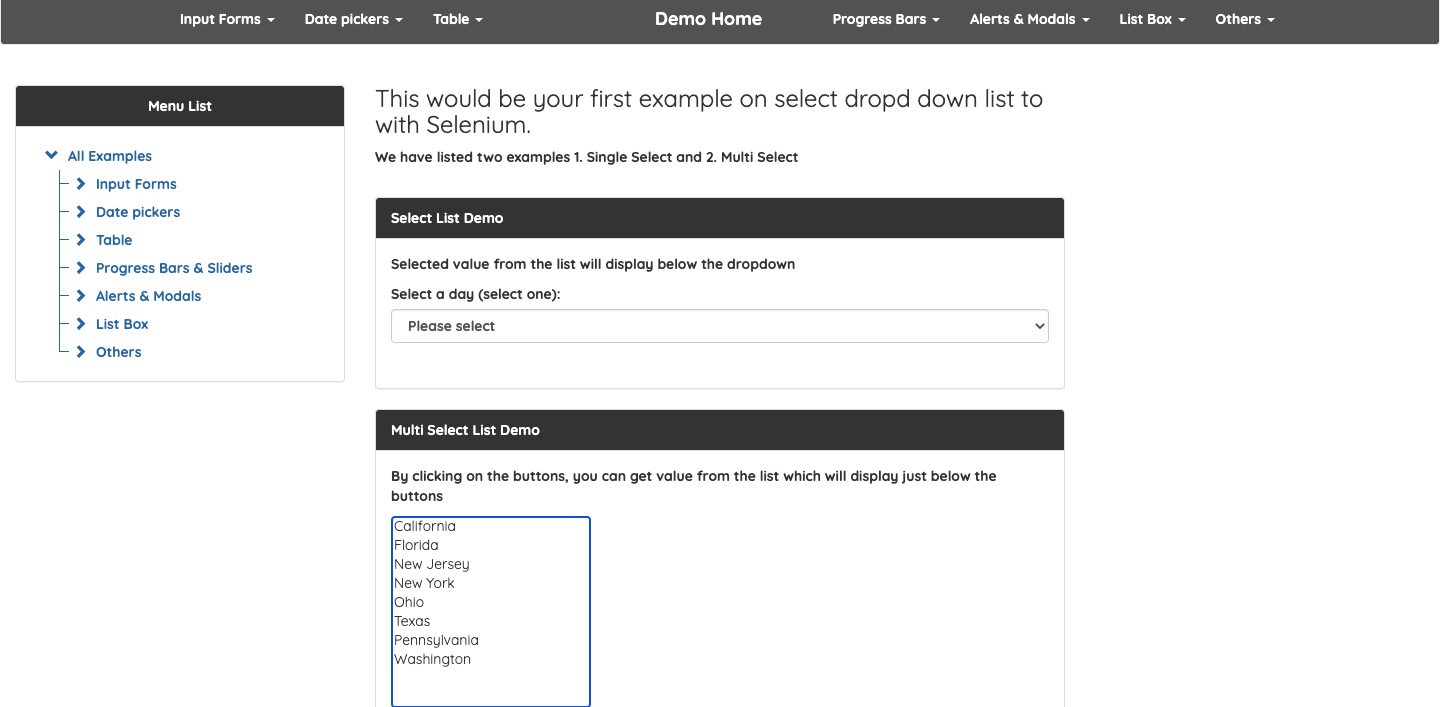 Input Forms Date pickers Table Demo Home Progress Bars Alerts & Modals List Box Others
Menu List
All Examples
Input Forms
Date pickers
Table
Progress Bars & Sliders
Alerts & Modals
List Box
Others
This would be your first example on select dropd down list to
with Selenium.
We have listed two examples 1. Single Select and 2. Multi Select
Select List Demo
Selected value from the list will display below the dropdown
Select a day (select one):
Please select
Multi Select List Demo
By clicking on the buttons, you can get value from the list which will display just below the
buttons
California
Florida
New Jersey
New York
Ohio
Texas
Pennsylvania
Washington